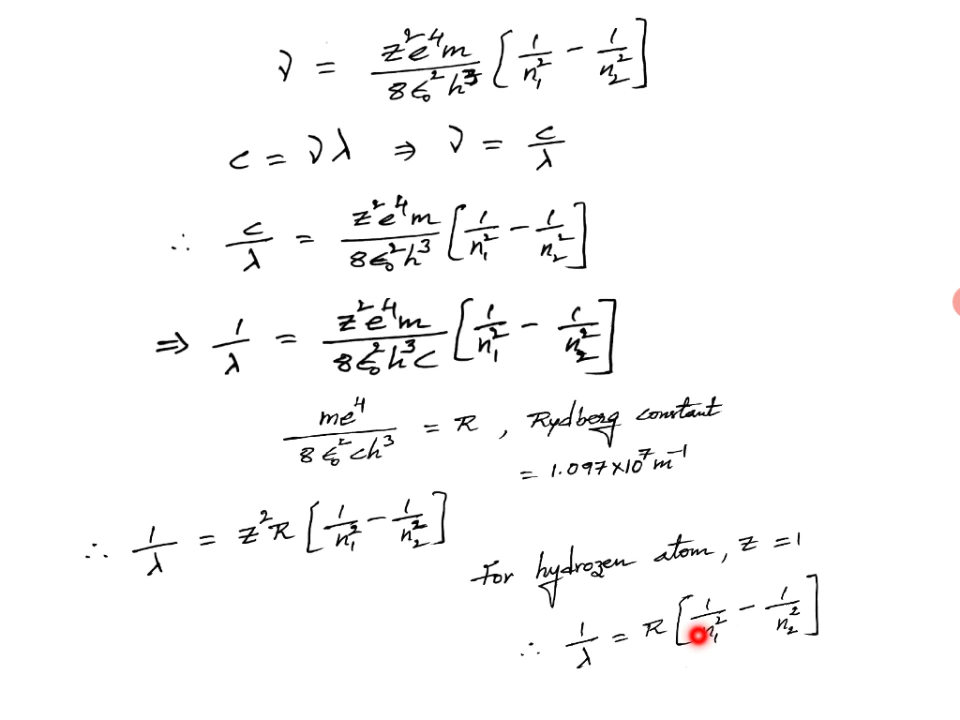 ν = z²e⁴m / 8ε₀²h³ [1/n₁² − 1/n₂²]
c = νλ ⇒ ν = c/λ
∴ c/λ = z²e⁴m / 8ε₀²h³ [1/n₁² − 1/n₂²]
⇒ 1/λ = z²e⁴m / 8ε₀²h³c [1/n₁² − 1/n₂²]
me⁴ / 8ε₀²ch³ = R , Rydberg constant
= 1.097×10⁷ m⁻¹
∴ 1/λ = z²R [1/n₁² − 1/n₂²]
For hydrozen atom, z = 1
∴ 1/λ = R [1/n₁² − 1/n₂²]